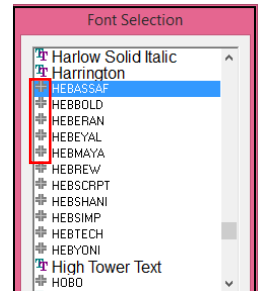 Font Selection
Harlow Solid Italic
Harrington
HEBASSAF
HEBBOLD
HEBERAN
HEBEYAL
HEBMAYA
HEBREW
HEBSCRPT
HEBSHANI
HEBSIMP
HEBTECH
HEBYONI
High Tower Text
HOBO